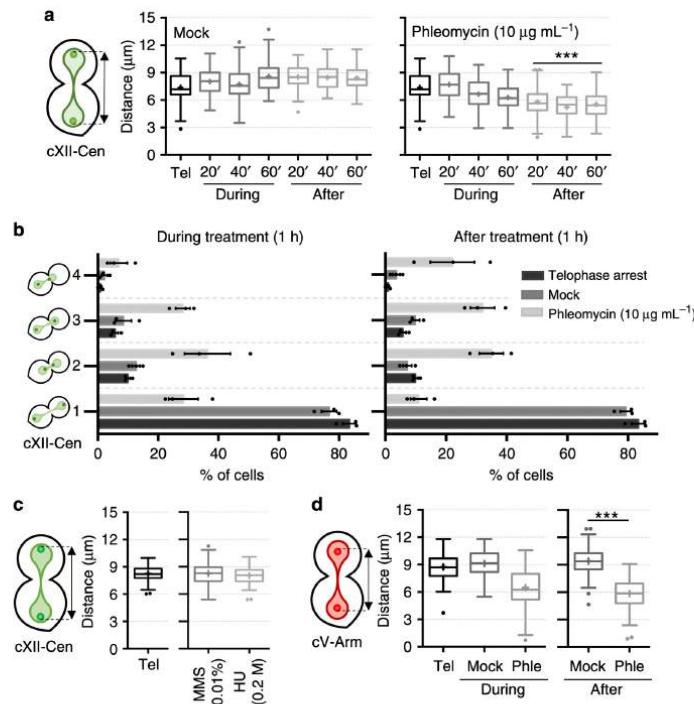 a
Mock
Phleomycin (10 µg mL⁻¹)
***
Distance (µm)
15
12
9
6
3
0
cXII-Cen
Tel
20′ 40′ 60′ 20′ 40′ 60′
During After
Tel
20′ 40′ 60′ 20′ 40′ 60′
During After
b
During treatment (1 h)
After treatment (1 h)
4
3
2
1
Telophase arrest
Mock
Phleomycin (10 µg mL⁻¹)
cXII-Cen
0 20 40 60 80
% of cells
0 20 40 60 80
% of cells
c
Distance (µm)
15
12
9
6
3
0
cXII-Cen
Tel
MMS
(0.01%)
HU
(0.2 M)
d
Distance (µm)
15
12
9
6
3
0
***
cV-Arm
Tel Mock Phle Mock Phle
During After